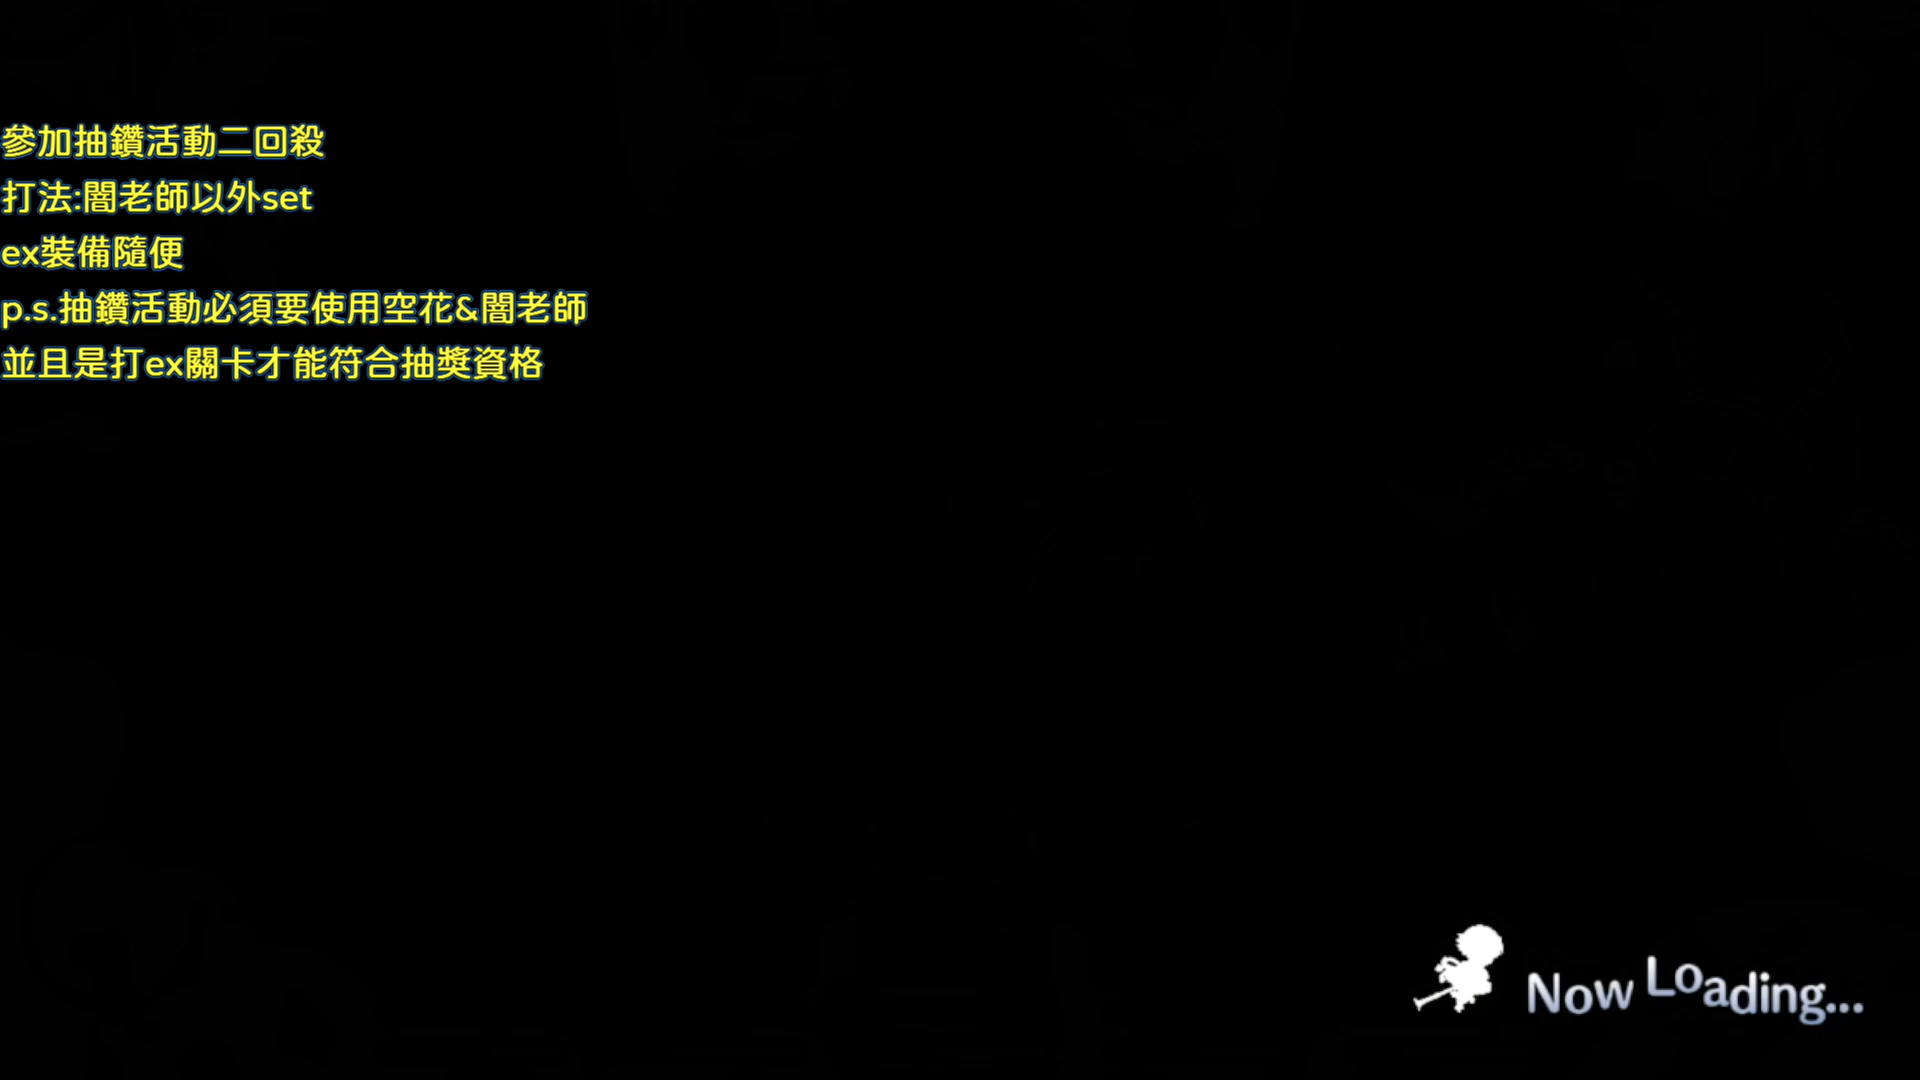 參加抽鑽活動二回殺
打法:闇老師以外set
ex裝備隨便
p.s.抽鑽活動必須要使用空花&闇老師
並且是打ex關卡才能符合抽獎資格
Now Loading...